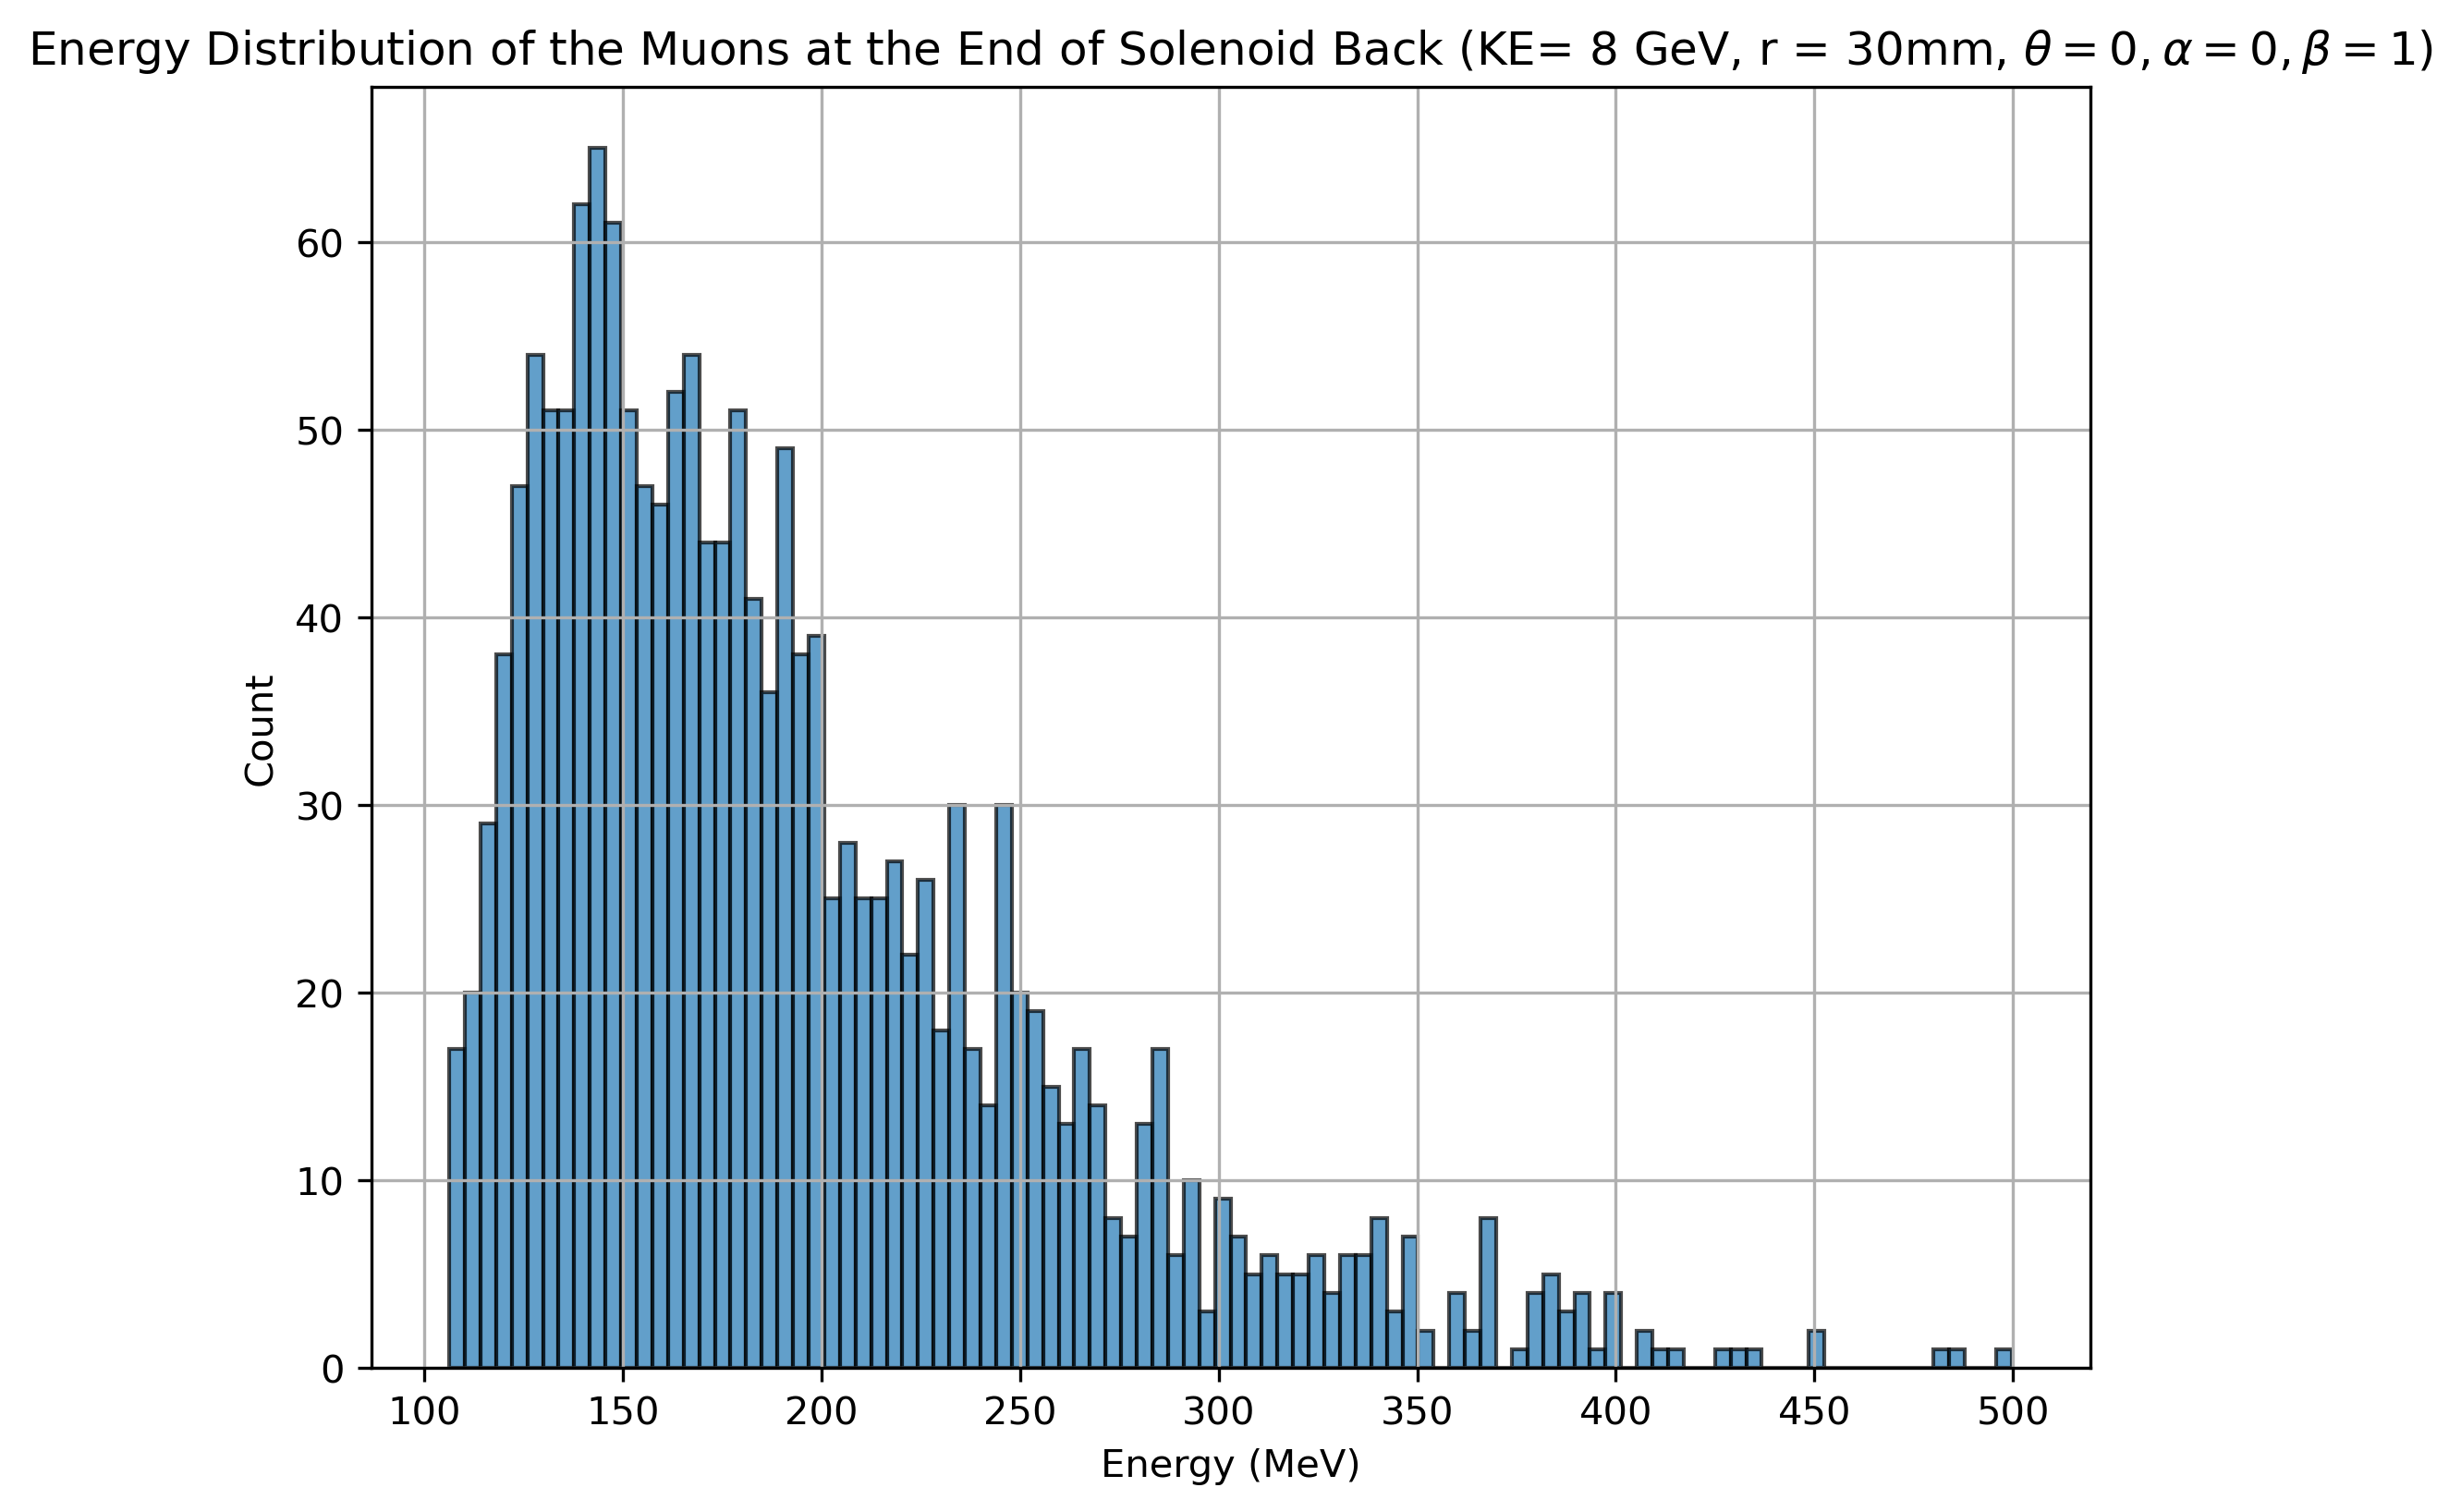 Energy Distribution of the Muons at the End of Solenoid Back (KE= 8 GeV, r = 30mm, θ = 0, α = 0, β = 1)
60
50
40
30
20
10
0
Count
100 150 200 250 300 350 400 450 500
Energy (MeV)